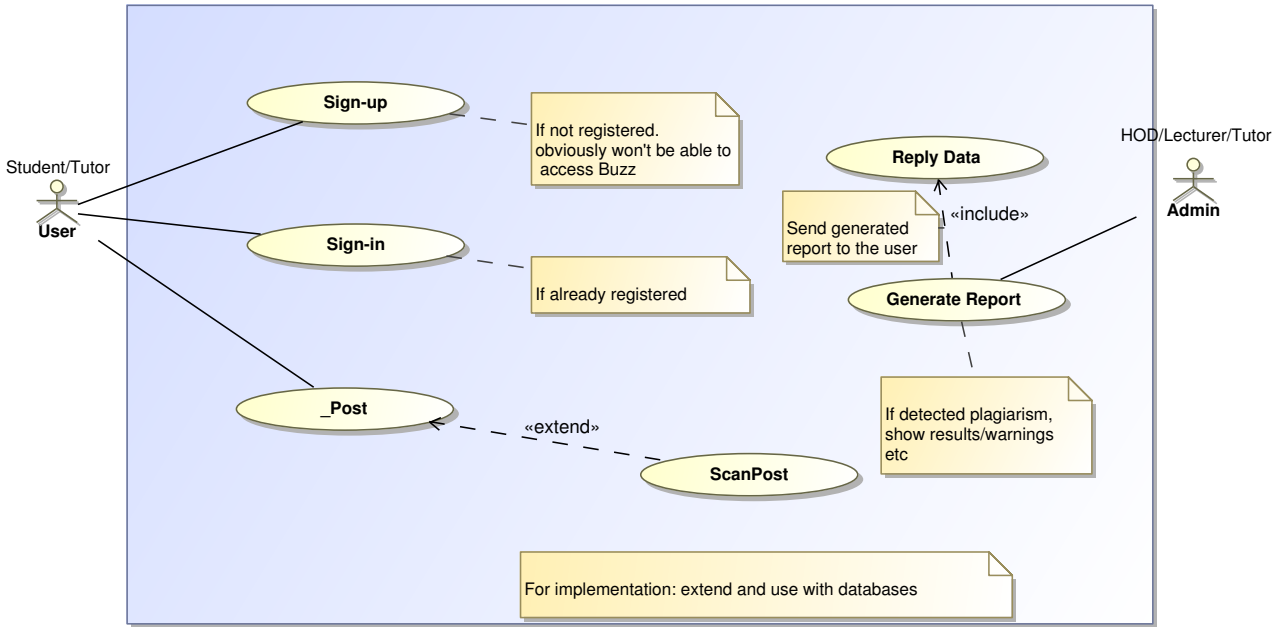 Student/Tutor
User
Sign-up
If not registered.
obviously won't be able to
access Buzz
Sign-in
If already registered
_Post
«extend»
ScanPost
Reply Data
«include»
Send generated
report to the user
Generate Report
If detected plagiarism,
show results/warnings
etc
HOD/Lecturer/Tutor
Admin
For implementation: extend and use with databases